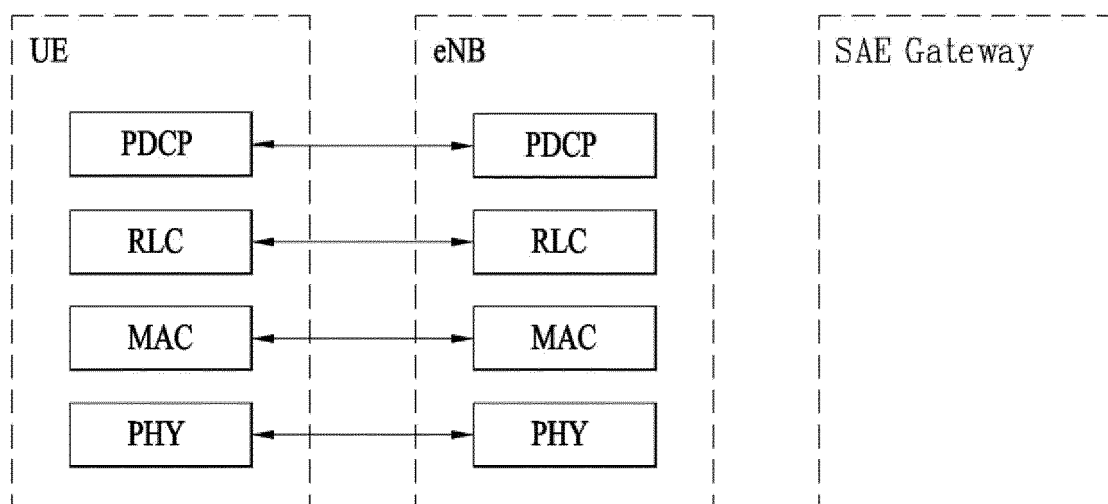 UE
eNB
SAE Gateway
PDCP
PDCP
RLC
RLC
MAC
MAC
PHY
PHY